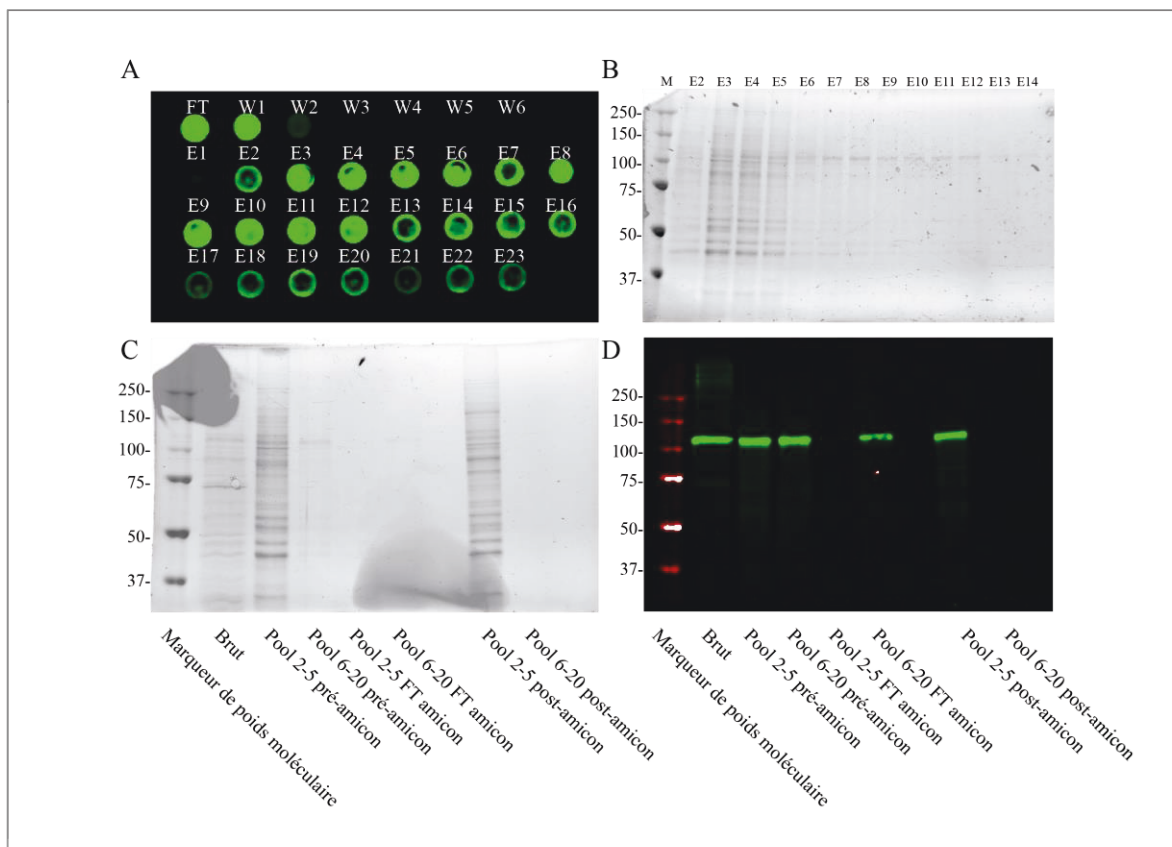 A
FT W1 W2 W3 W4 W5 W6
E1 E2 E3 E4 E5 E6 E7 E8
E9 E10 E11 E12 E13 E14 E15 E16
E17 E18 E19 E20 E21 E22 E23
B
M E2 E3 E4 E5 E6 E7 E8 E9 E10 E11 E12 E13 E14
250-
150-
100-
75-
50-
37-
C
250-
150-
100-
75-
50-
37-
Marqueur de poids moléculaire
Brut
Pool 2-5 pré-amicon
Pool 6-20 pré-amicon
Pool 2-5 FT amicon
Pool 6-20 FT amicon
Pool 2-5 post-amicon
Pool 6-20 post-amicon
D
250-
150-
100-
75-
50-
37-
Marqueur de poids moléculaire
Brut
Pool 2-5 pré-amicon
Pool 6-20 pré-amicon
Pool 2-5 FT amicon
Pool 6-20 FT amicon
Pool 2-5 post-amicon
Pool 6-20 post-amicon